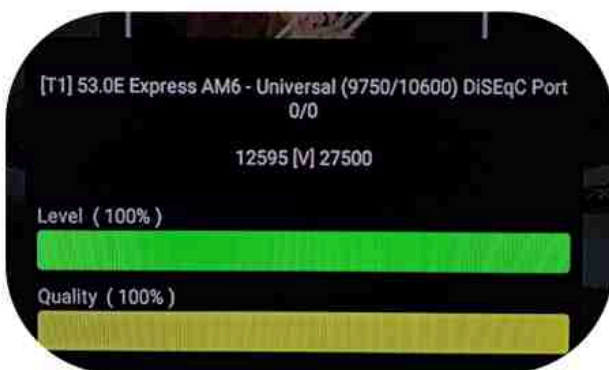 [T1] 53.0E Express AM6 - Universal (9750/10600) DiSEqC Port
0/0
12595 [V] 27500
Level ( 100% )
Quality ( 100% )